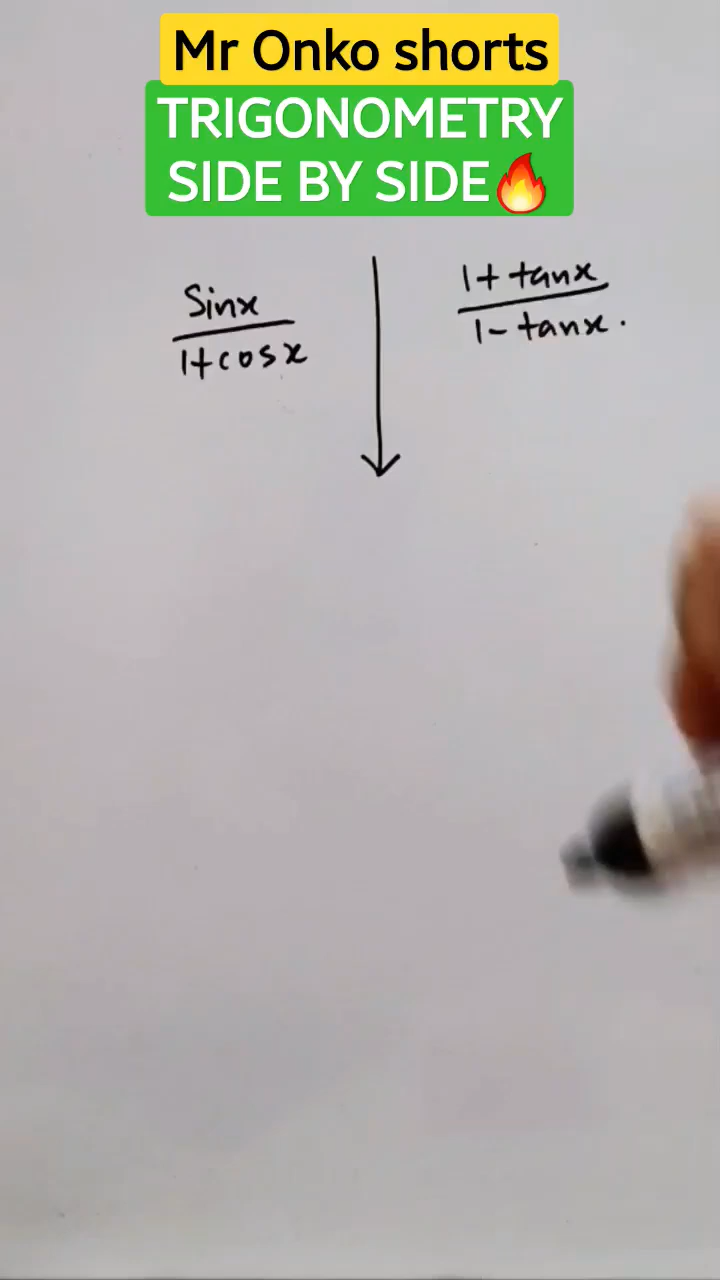 Mr Onko shorts
TRIGONOMETRY
SIDE BY SIDE🔥
Sinx
1+cosx
1+tanx
1-tanx.